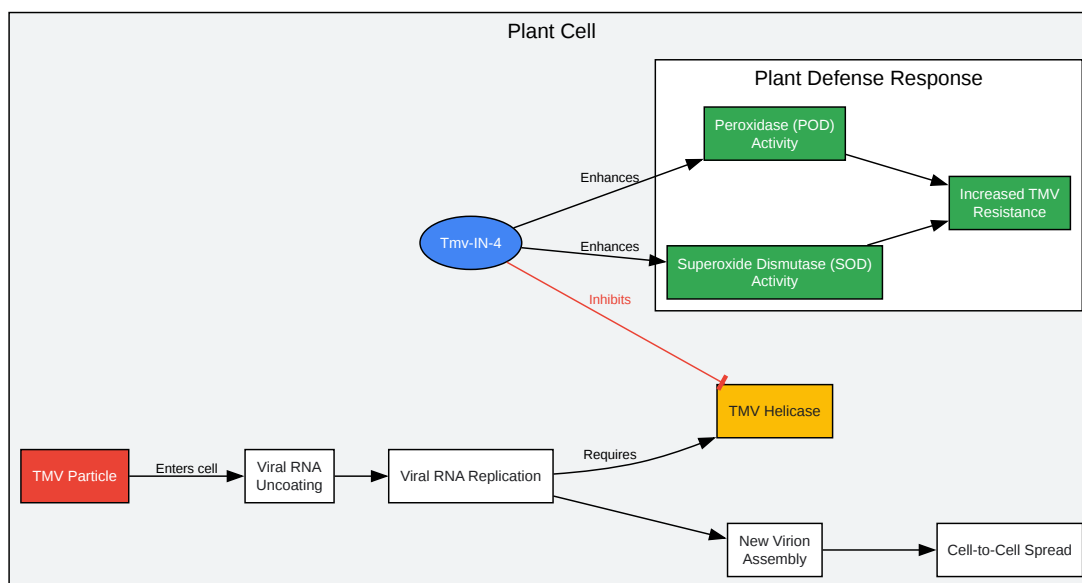 Plant Cell
Plant Defense Response
Peroxidase (POD)
Activity
Enhances
Increased TMV
Resistance
Tmv-IN-4
Enhances
Superoxide Dismutase (SOD)
Activity
Inhibits
TMV Helicase
TMV Particle
Enters cell
Viral RNA
Uncoating
Viral RNA Replication
Requires
New Virion
Assembly
Cell-to-Cell Spread